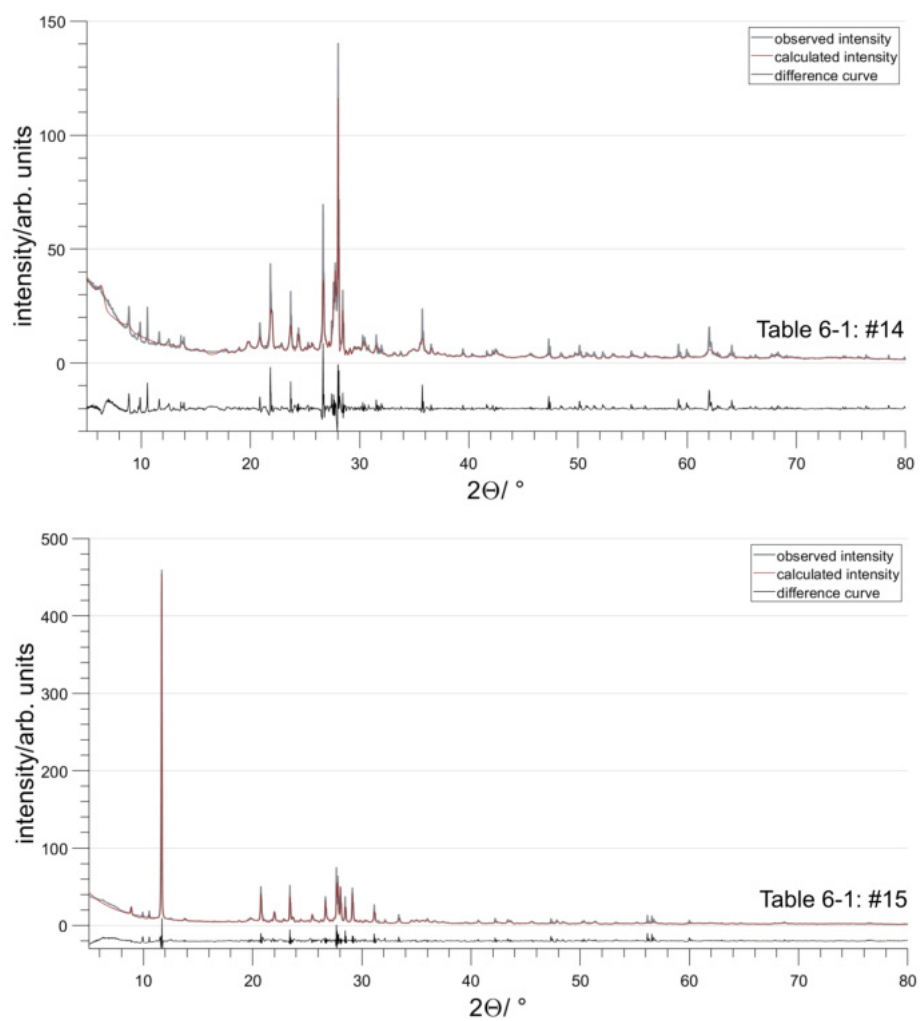 150
100
50
0
intensity/arb. units
observed intensity
calculated intensity
difference curve
Table 6-1: #14
10 20 30 40 50 60 70 80
2Θ/ °
500
400
300
200
100
0
intensity/arb. units
observed intensity
calculated intensity
difference curve
Table 6-1: #15
10 20 30 40 50 60 70 80
2Θ/ °